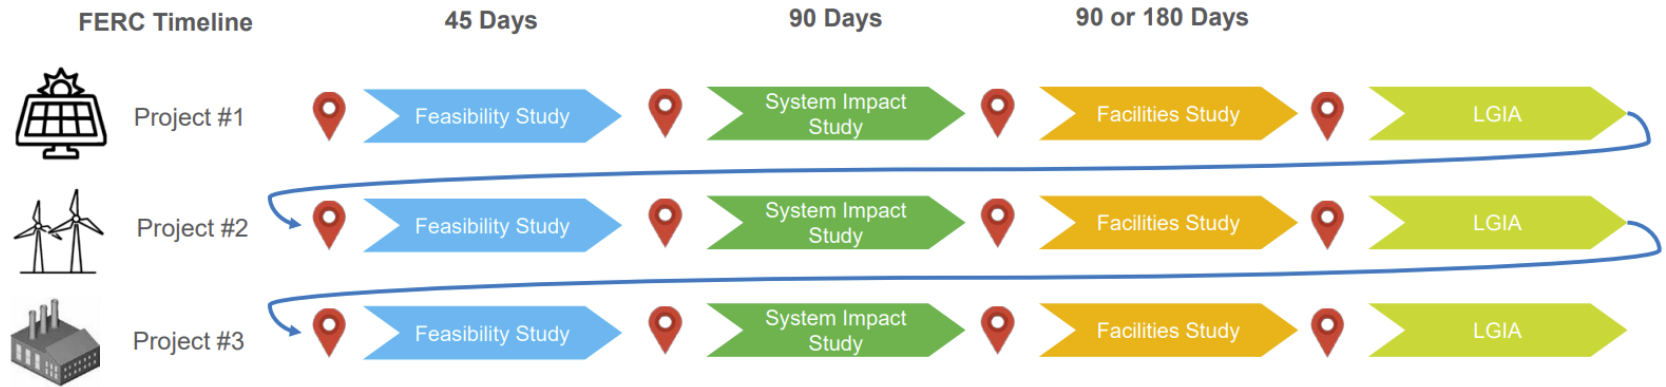 FERC Timeline 45 Days 90 Days 90 or 180 Days
Project #1 Feasibility Study System Impact Study Facilities Study LGIA
Project #2 Feasibility Study System Impact Study Facilities Study LGIA
Project #3 Feasibility Study System Impact Study Facilities Study LGIA